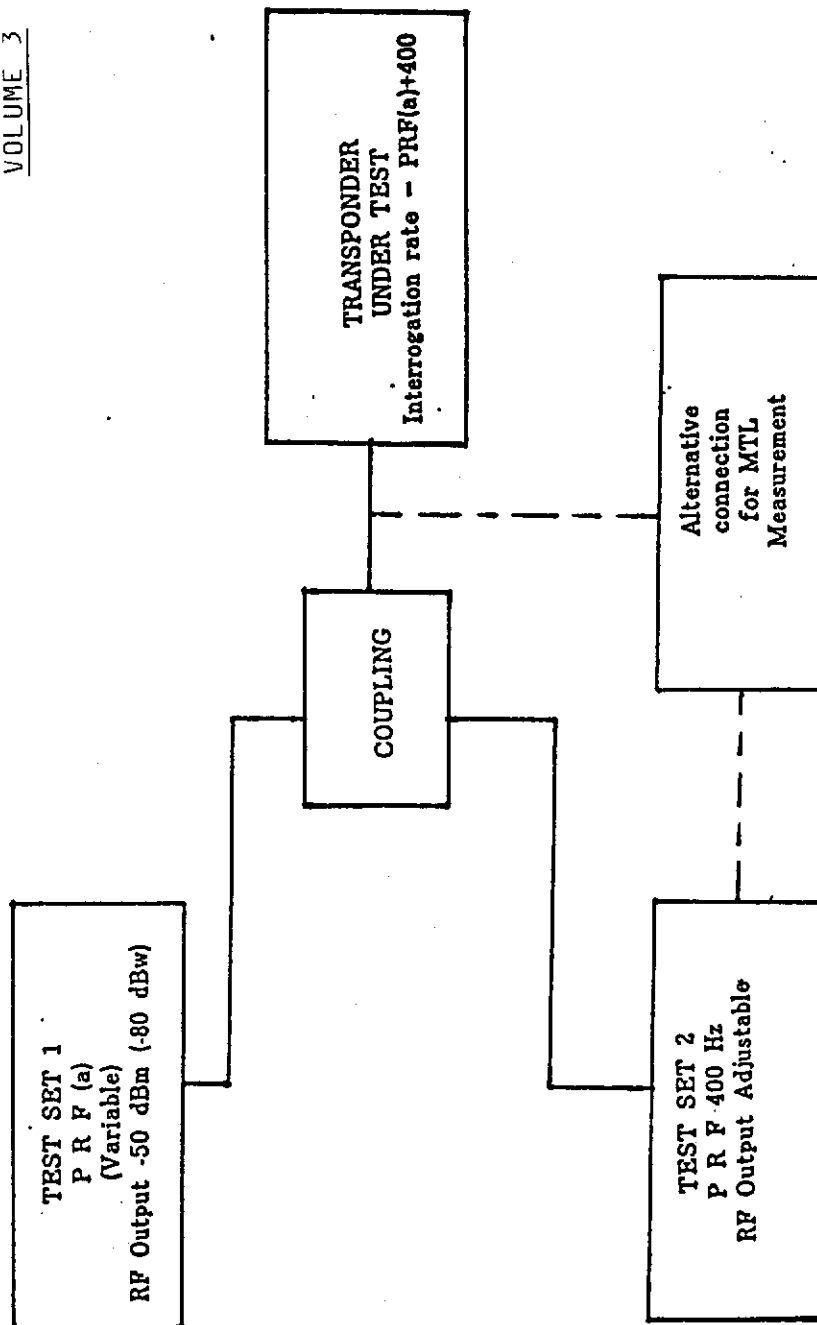 VOLUME 3
TEST SET 1
P R F (a)
(Variable)
RF Output -50 dBm (-80 dBw)
COUPLING
TRANSPONDER
UNDER TEST
Interrogation rate - PRF(a)+400
TEST SET 2
P R F 400 Hz
RF Output Adjustable
Alternative
connection
for MTL
Measurement